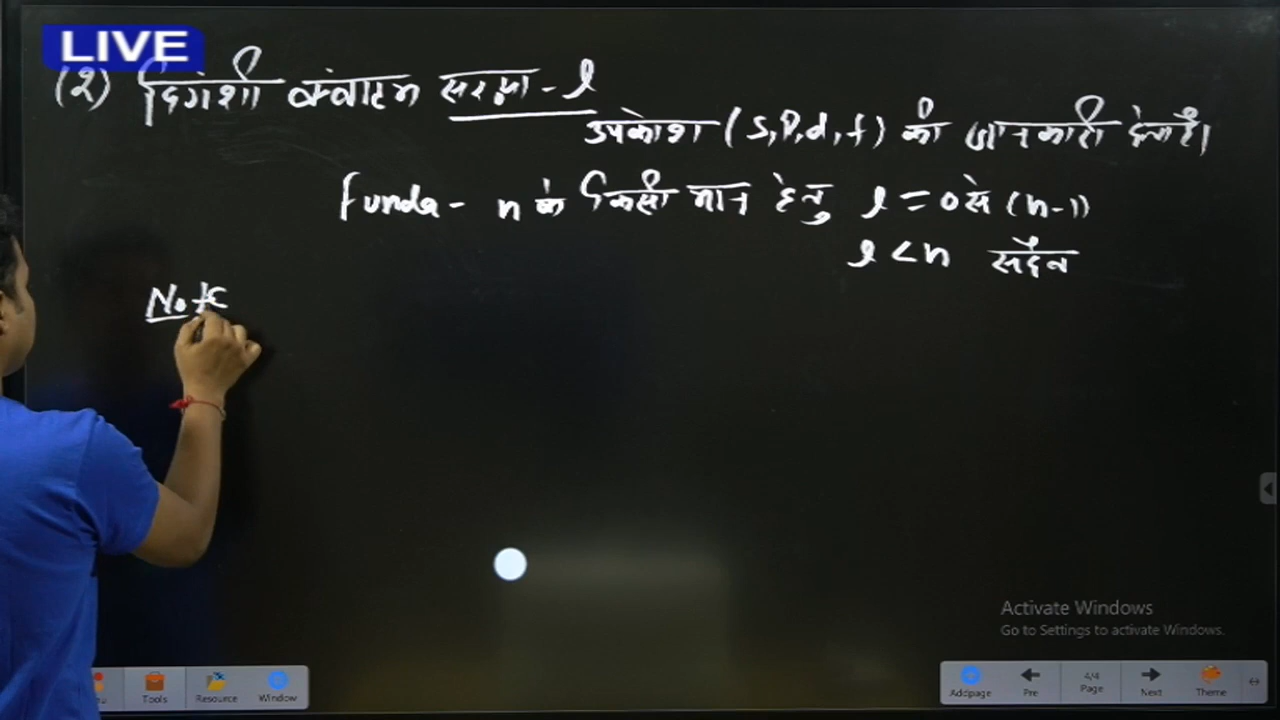 LIVE
(2) दिगंशी क्वांटम संख्या - l
उपकोश (s, p, d, f) की जानकारी देता है।
funda - n के किसी मान हेतु l = 0 से (n-1)
l < n सदैव
Note
Activate Windows
Go to Settings to activate Windows.
Tools Resource Window
Addpage Pre 4/4 Page Next Theme